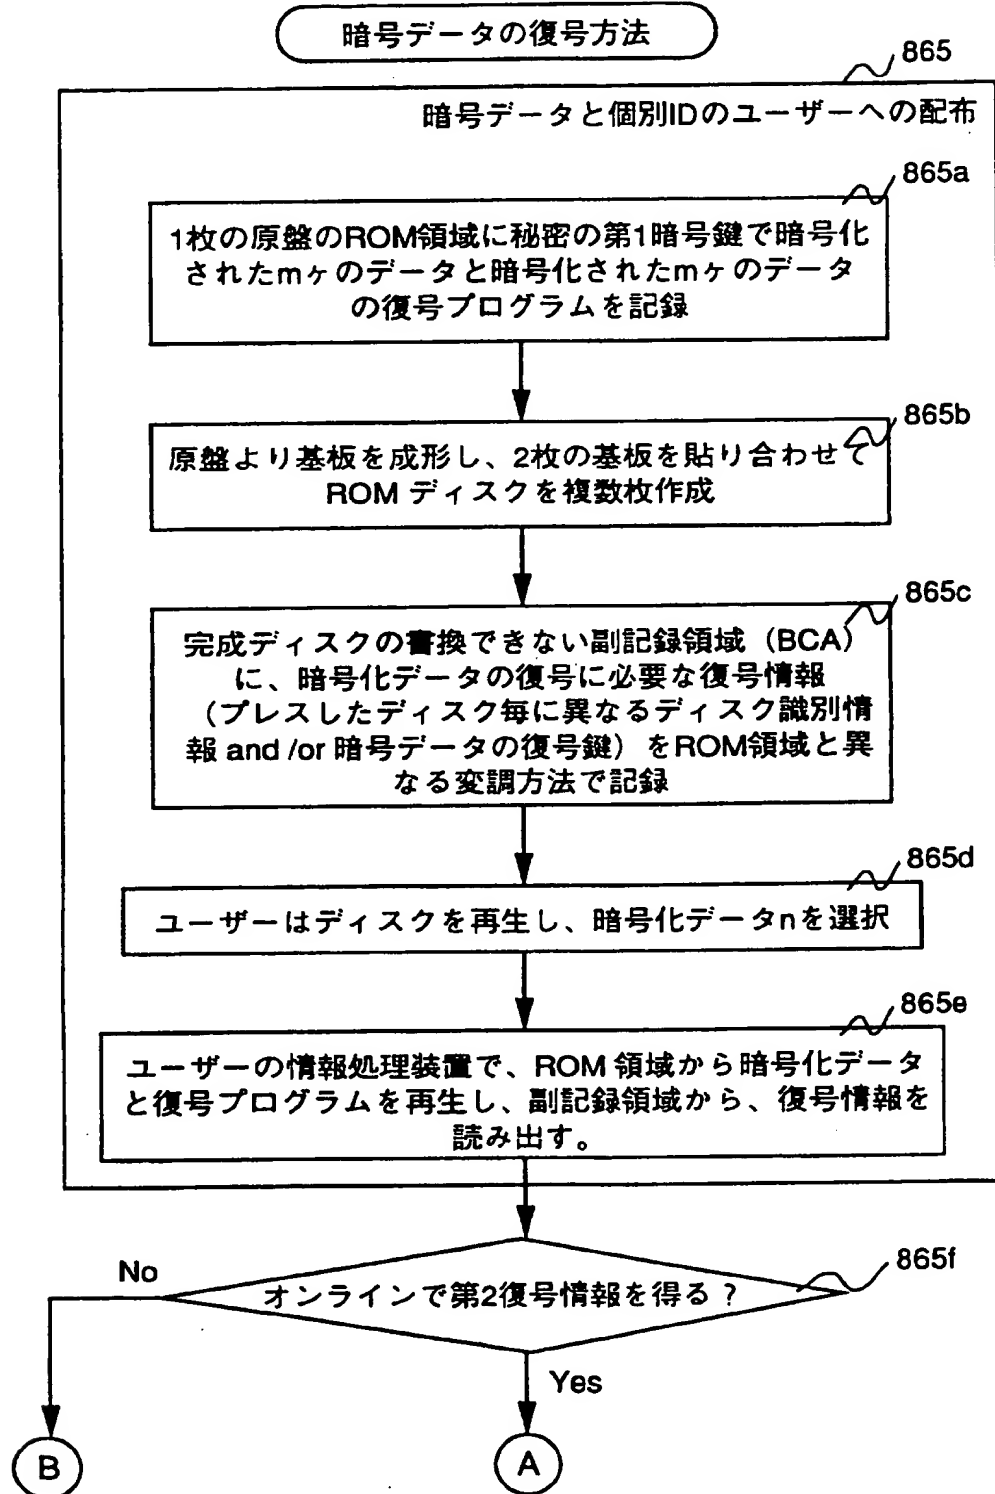 暗号データの復号方法
865
暗号データと個別IDのユーザーへの配布
865a
1枚の原盤のROM領域に秘密の第1暗号鍵で暗号化
されたmヶのデータと暗号化されたmヶのデータ
の復号プログラムを記録
865b
原盤より基板を成形し、2枚の基板を貼り合わせて
ROM ディスクを複数枚作成
865c
完成ディスクの書換できない副記録領域（BCA）
に、暗号化データの復号に必要な復号情報
（プレスしたディスク毎に異なるディスク識別情
報 and /or 暗号データの復号鍵）をROM領域と異
なる変調方法で記録
865d
ユーザーはディスクを再生し、暗号化データnを選択
865e
ユーザーの情報処理装置で、ROM 領域から暗号化データ
と復号プログラムを再生し、副記録領域から、復号情報を
読み出す。
865f
No
オンラインで第2復号情報を得る？
Yes
B
A